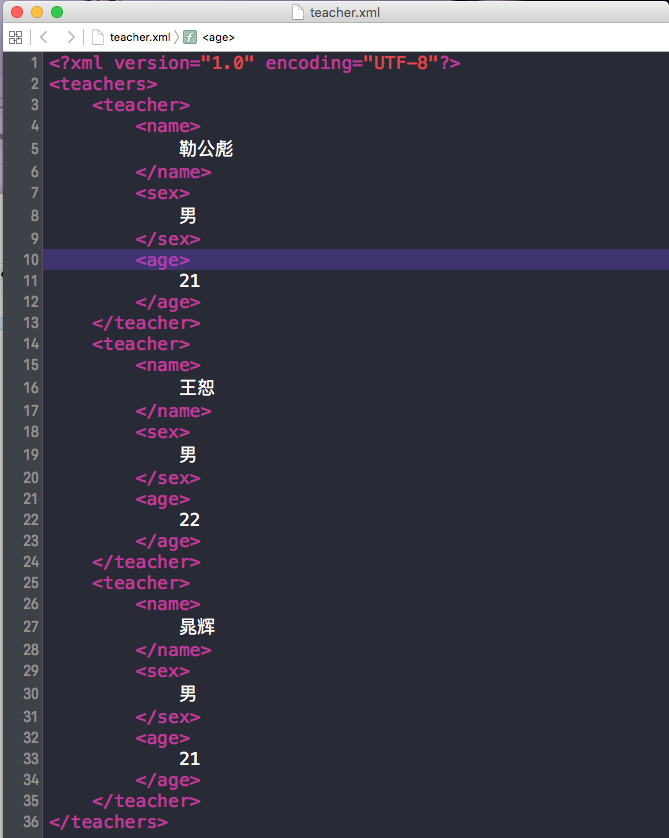 teacher.xml
teacher.xml 〉 f <age>
1 <?xml version="1.0" encoding="UTF-8"?>
2 <teachers>
3     <teacher>
4         <name>
5             勒公彪
6         </name>
7         <sex>
8             男
9         </sex>
10         <age>
11             21
12         </age>
13     </teacher>
14     <teacher>
15         <name>
16             王恕
17         </name>
18         <sex>
19             男
20         </sex>
21         <age>
22             22
23         </age>
24     </teacher>
25     <teacher>
26         <name>
27             晁辉
28         </name>
29         <sex>
30             男
31         </sex>
32         <age>
33             21
34         </age>
35     </teacher>
36 </teachers>